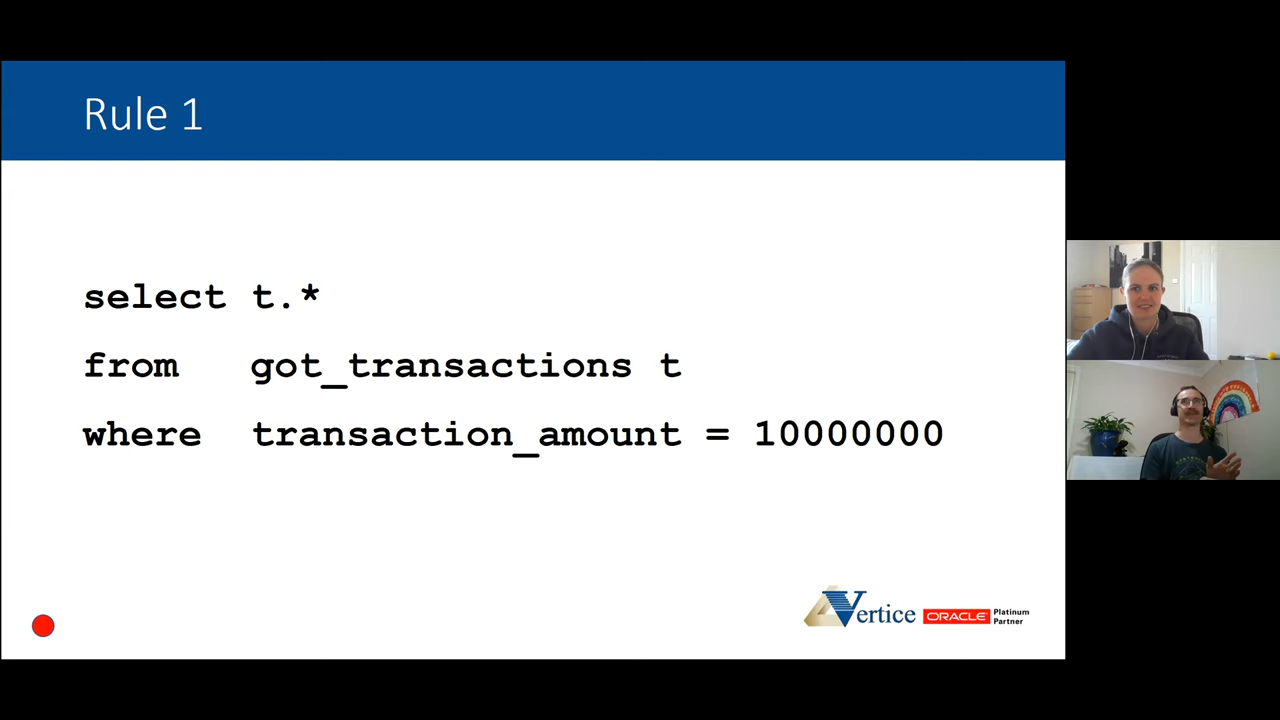 Rule 1
select t.*
from got_transactions t
where transaction_amount = 10000000
Vertice ORACLE Platinum
Partner